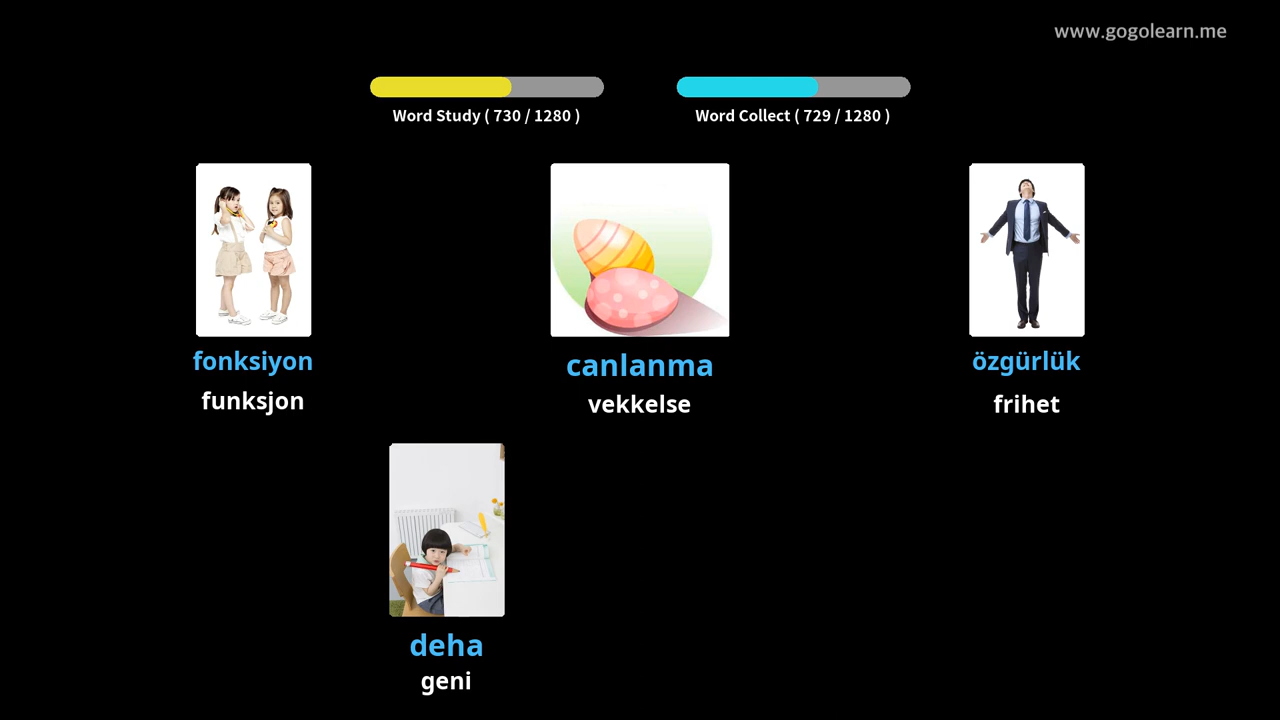 www.gogolearn.me
Word Study ( 730 / 1280 )
Word Collect ( 729 / 1280 )
fonksiyon
funksjon
canlanma
vekkelse
özgürlük
frihet
deha
geni